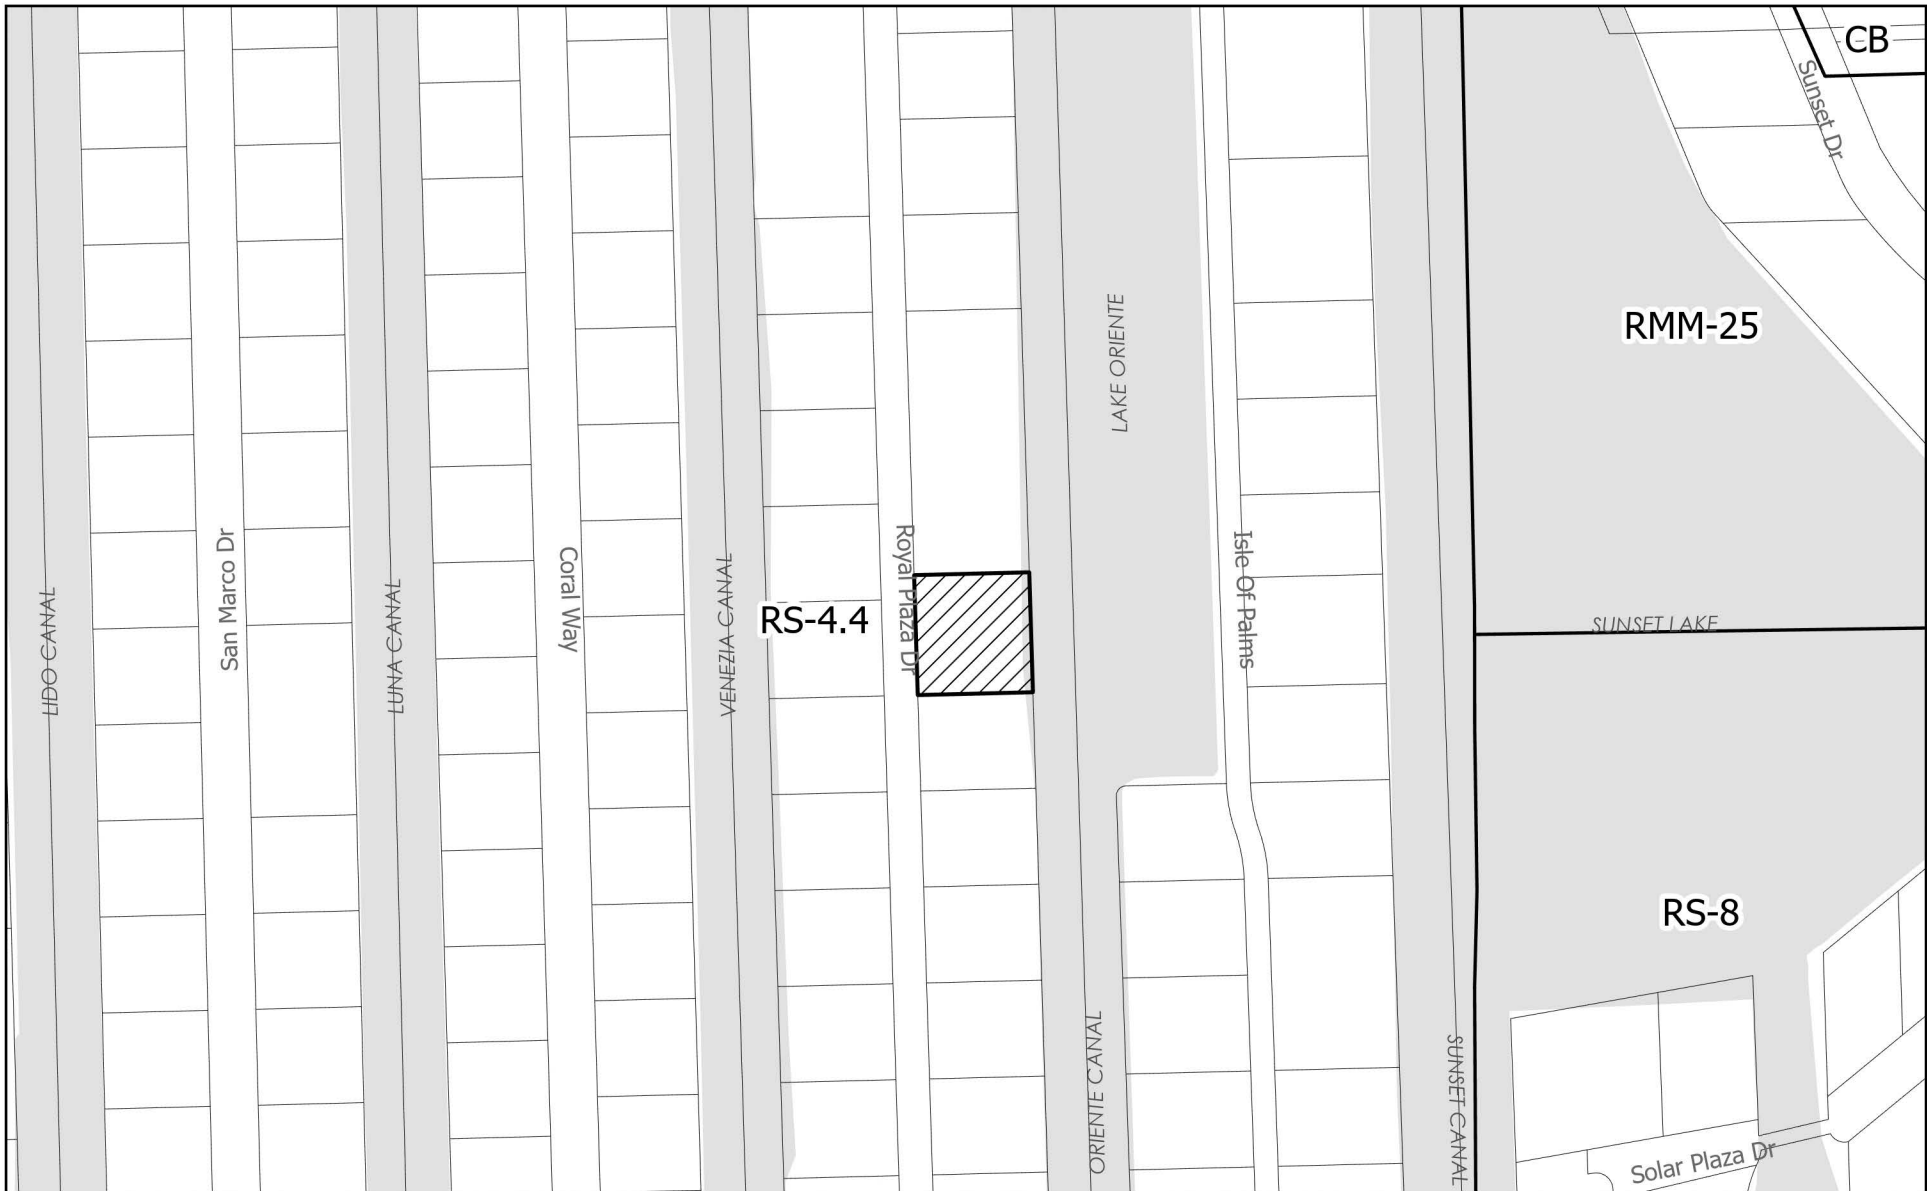 CB
Sunset Dr
RMM-25
LAKE ORIENTE
San Marco Dr
Coral Way
Royal Plaza Dr
Isle Of Palms
LIDO CANAL
LUNA CANAL
VENEZIA CANAL
RS-4.4
SUNSET LAKE
RS-8
ORIENTE CANAL
SUNSET CANAL
Solar Plaza Dr